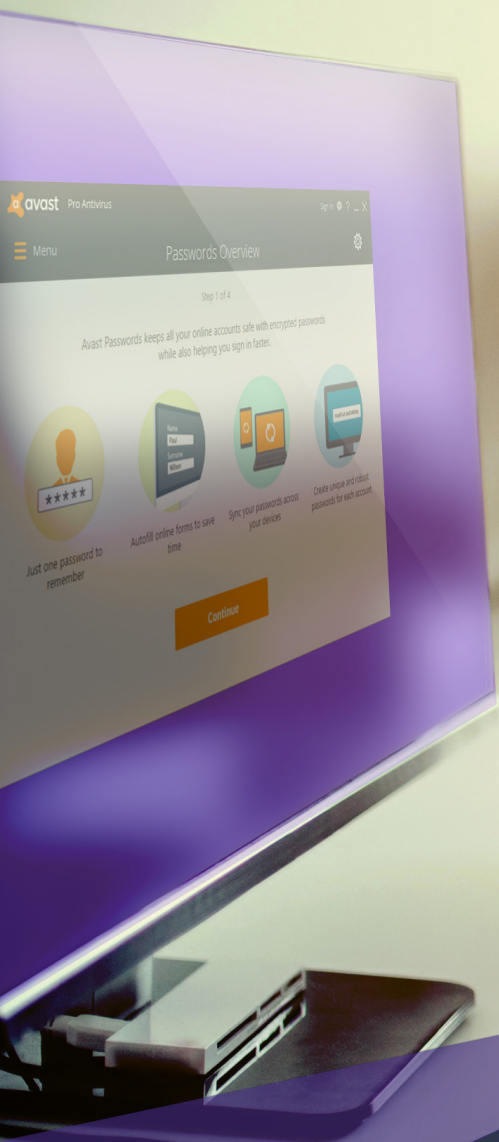 avast Pro Antivirus
Sign in ?
Menu
Passwords Overview
Step 1 of 4
Avast Passwords keeps all your online accounts safe with encrypted passwords
while also helping you sign in faster.
*****
Name
Paul
Surname
Wilson
Just one password to
remember
Autofill online forms to save
time
Sync your passwords across
your devices
Create unique and robust
passwords for each account
Continue